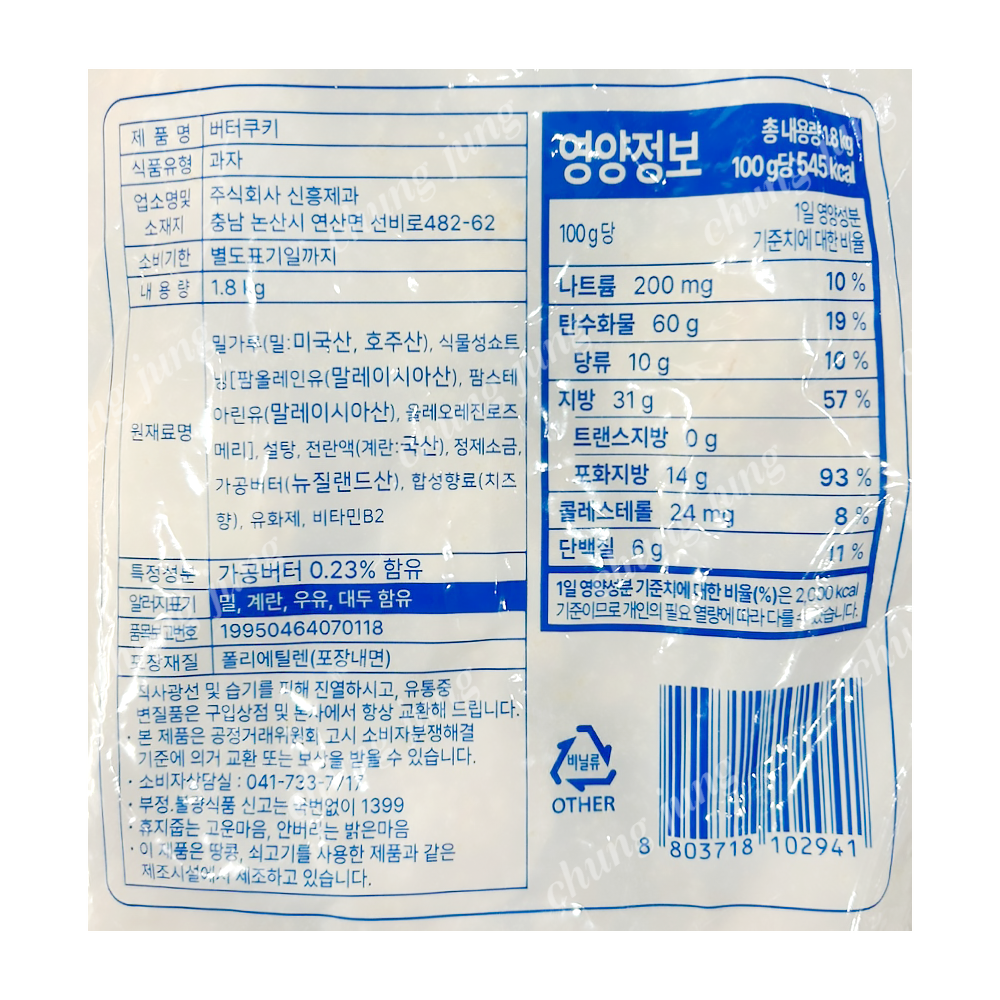 제 품 명 버터쿠키
식품유형 과자
업소명및 소재지 주식회사 신흥제과
충남 논산시 연산면 선비로482-62
소비기한 별도표기일까지
내 용 량 1.8 kg
원재료명
밀가루(밀:미국산, 호주산), 식물성쇼트
닝[팜올레인유(말레이시아산), 팜스테
아린유(말레이시아산), 올레오레진로즈
메리], 설탕, 전란액(계란:국산), 정제소금,
가공버터(뉴질랜드산), 합성향료(치즈
향), 유화제, 비타민B2
특정성분 가공버터 0.23% 함유
알러지표기 밀, 계란, 우유, 대두 함유
품목보고번호 19950464070118
포장재질 폴리에틸렌(포장내면)
직사광선 및 습기를 피해 진열하시고, 유통중
변질품은 구입상점 및 본사에서 항상 교환해 드립니다.
· 본 제품은 공정거래위원회 고시 소비자분쟁해결
기준에 의거 교환 또는 보상을 받을 수 있습니다.
· 소비자상담실 : 041-733-7717
· 부정.불량식품 신고는 국번없이 1399
· 휴지줍는 고운마음, 안버리는 밝은마음
· 이 제품은 땅콩, 쇠고기를 사용한 제품과 같은
제조시설에서 제조하고 있습니다.
영양정보
총 내용량 1.8 kg
100 g당 545 kcal
100 g당
1일 영양성분
기준치에 대한 비율
나트륨 200 mg 10 %
탄수화물 60 g 19 %
당류 10 g 10 %
지방 31 g 57 %
트랜스지방 0 g
포화지방 14 g 93 %
콜레스테롤 24 mg 8 %
단백질 6 g 11 %
1일 영양성분 기준치에 대한 비율(%)은 2,000 kcal
기준이므로 개인의 필요 열량에 따라 다를 수 있습니다.
비닐류
OTHER
8 803718 102941
chung jung